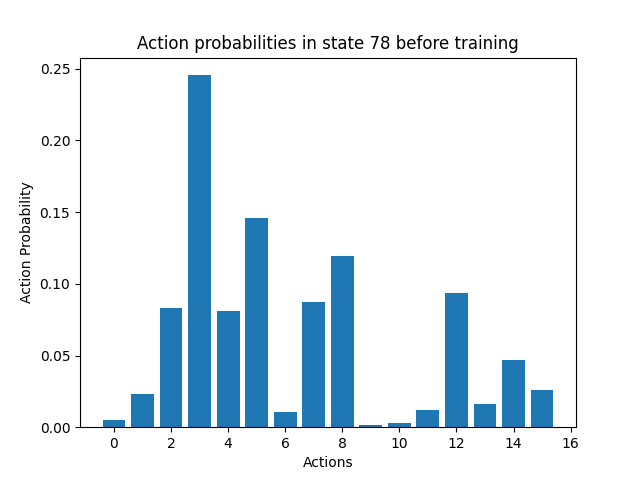 Action probabilities in state 78 before training
0.25
0.20
0.15
0.10
0.05
0.00
Action Probability
0 2 4 6 8 10 12 14 16
Actions